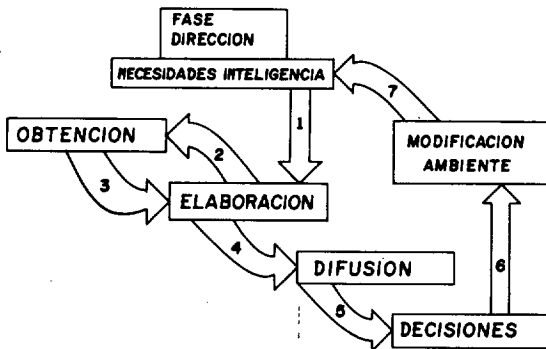 FASE
DIRECCION
NECESIDADES INTELIGENCIA
7
1
OBTENCION
MODIFICACION
AMBIENTE
2
3
ELABORACION
4
DIFUSION
6
5
DECISIONES